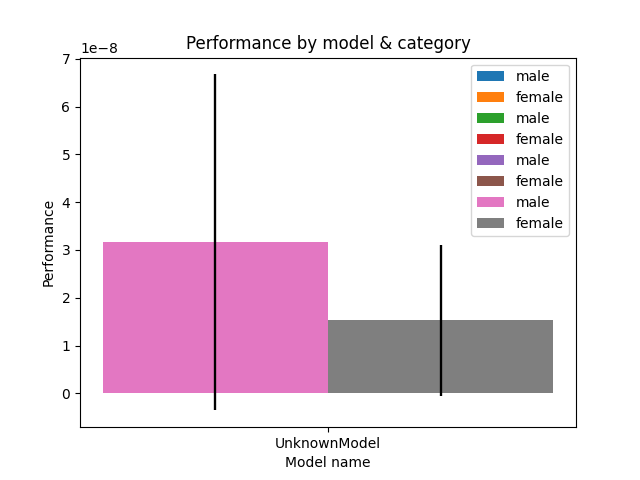 Performance by model & category
1e−8
7
6
5
4
3
2
1
0
Performance
male
female
male
female
male
female
male
female
UnknownModel
Model name